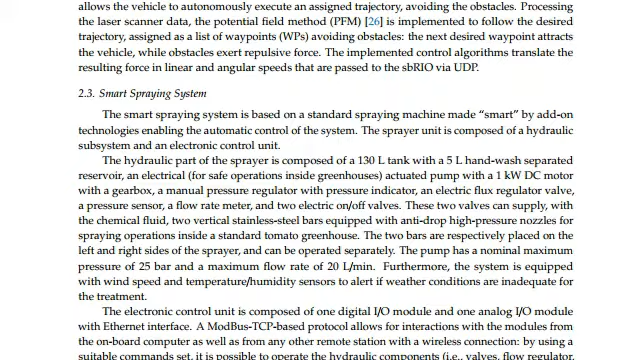 allows the vehicle to autonomously execute an assigned trajectory, avoiding the obstacles. Processing
the laser scanner data, the potential field method (PFM) [26] is implemented to follow the desired
trajectory, assigned as a list of waypoints (WPs) avoiding obstacles: the next desired waypoint attracts
the vehicle, while obstacles exert repulsive force. The implemented control algorithms translate the
resulting force in linear and angular speeds that are passed to the sbRIO via UDP.
2.3. Smart Spraying System
The smart spraying system is based on a standard spraying machine made “smart” by add-on
technologies enabling the automatic control of the system. The sprayer unit is composed of a hydraulic
subsystem and an electronic control unit.
The hydraulic part of the sprayer is composed of a 130 L tank with a 5 L hand-wash separated
reservoir, an electrical (for safe operations inside greenhouses) actuated pump with a 1 kW DC motor
with a gearbox, a manual pressure regulator with pressure indicator, an electric flux regulator valve,
a pressure sensor, a flow rate meter, and two electric on/off valves. These two valves can supply, with
the chemical fluid, two vertical stainless-steel bars equipped with anti-drop high-pressure nozzles for
spraying operations inside a standard tomato greenhouse. The two bars are respectively placed on the
left and right sides of the sprayer, and can be operated separately. The pump has a nominal maximum
pressure of 25 bar and a maximum flow rate of 20 L/min. Furthermore, the system is equipped
with wind speed and temperature/humidity sensors to alert if weather conditions are inadequate for
the treatment.
The electronic control unit is composed of one digital I/O module and one analog I/O module
with Ethernet interface. A ModBus-TCP-based protocol allows for interactions with the modules from
the on-board computer as well as from any other remote station with a wireless connection: by using a
suitable commands set, it is possible to operate the hydraulic components (i.e., valves, flow regulator,